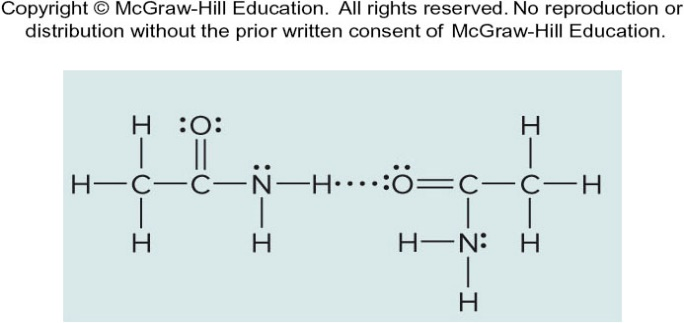 Copyright © McGraw-Hill Education. All rights reserved. No reproduction or
distribution without the prior written consent of McGraw-Hill Education.
H :O: H
H—C—C—N̈—H····:Ö=C—C—H
H H H—N: H
H